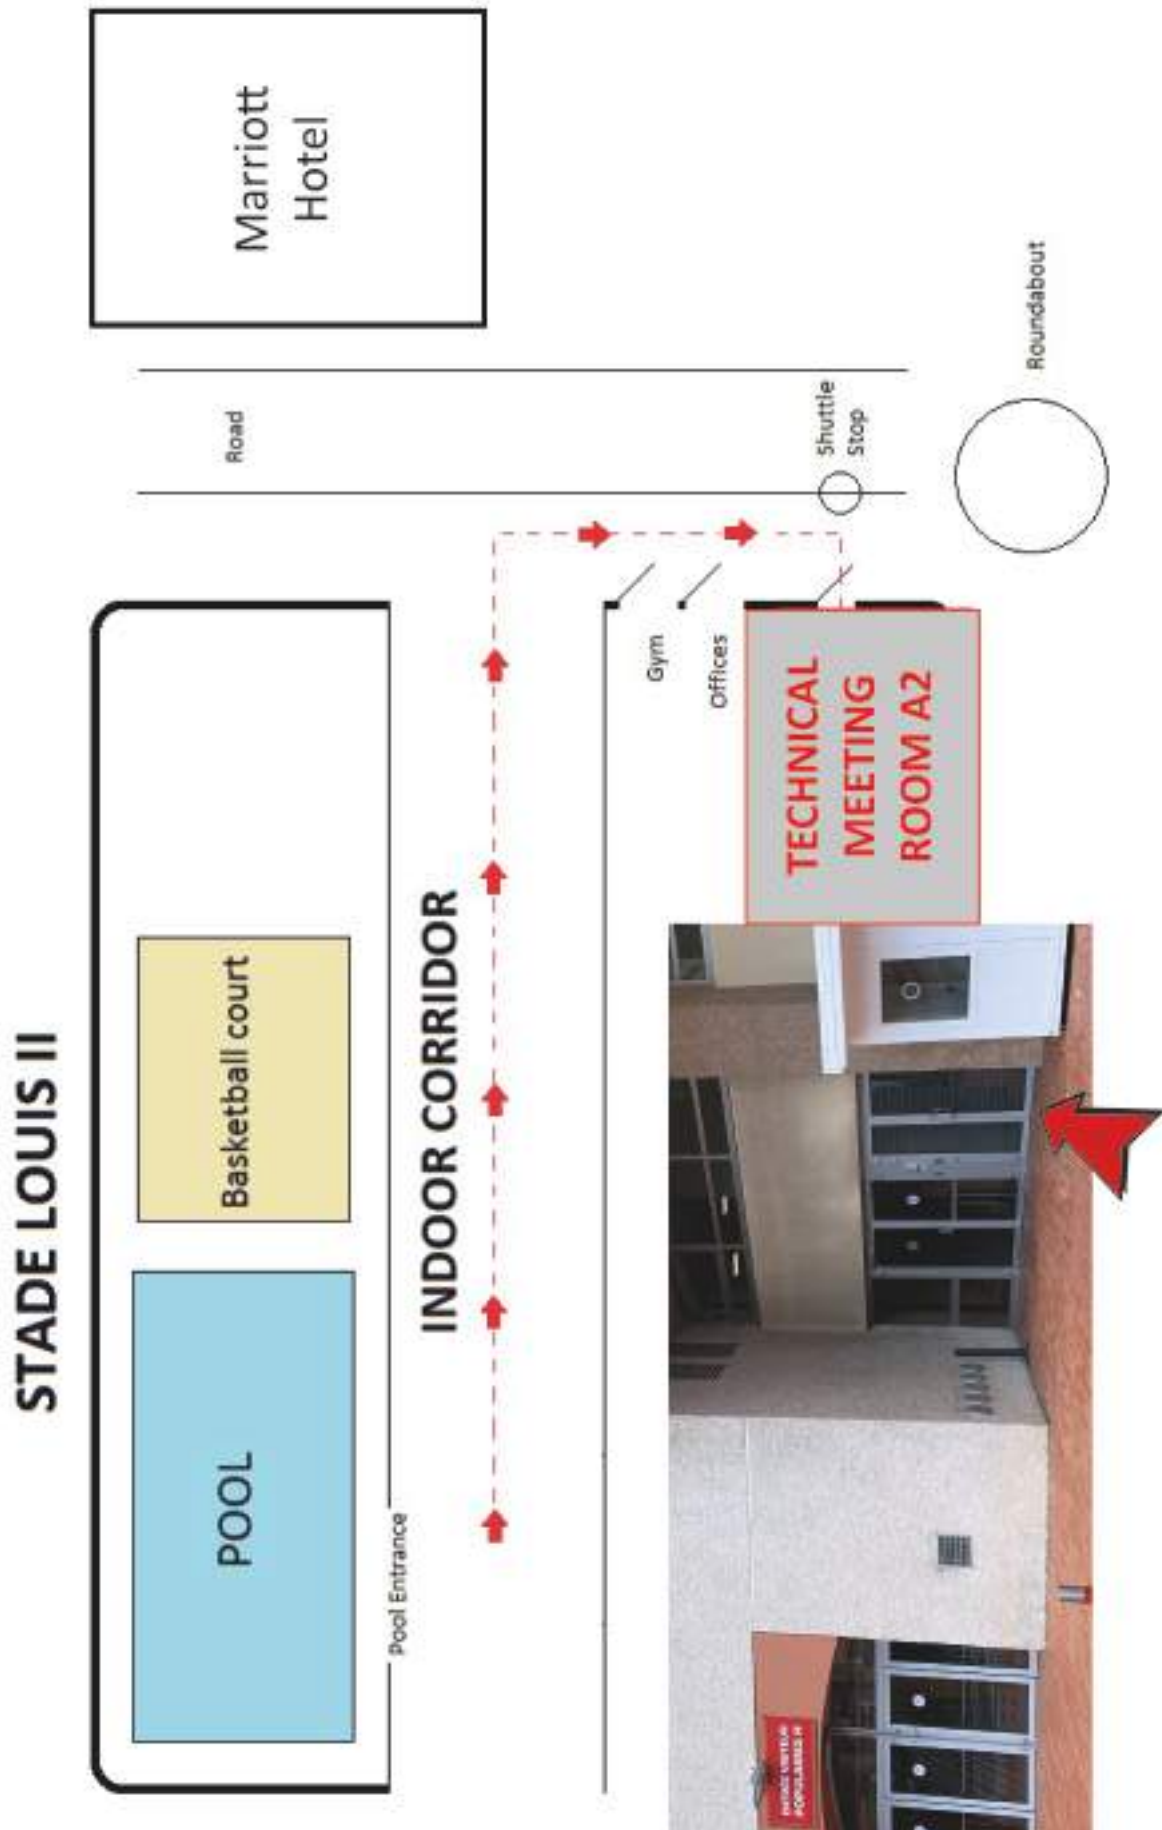 STADE LOUIS II
POOL
Basketball court
Pool Entrance
INDOOR CORRIDOR
Marriott
Hotel
Road
Shuttle
Stop
Roundabout
Gym
Offices
TECHNICAL
MEETING
ROOM A2
POPULAIRES H